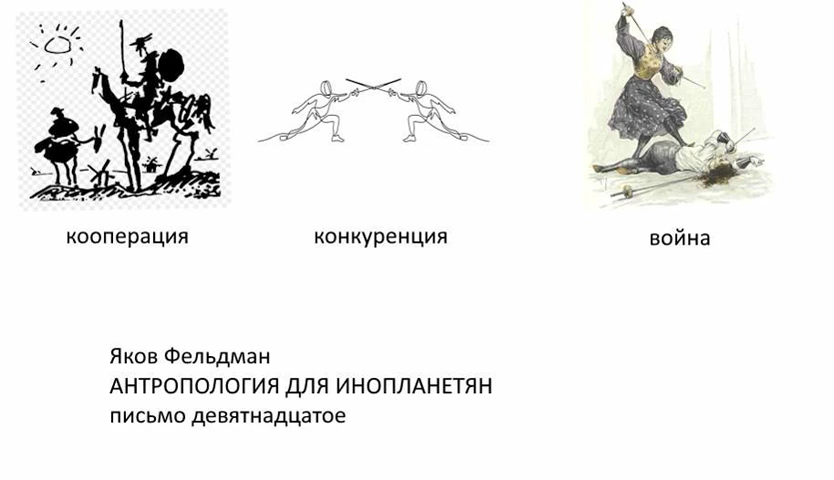 кооперация
конкуренция
война
Яков Фельдман
АНТРОПОЛОГИЯ ДЛЯ ИНОПЛАНЕТЯН
письмо девятнадцатое